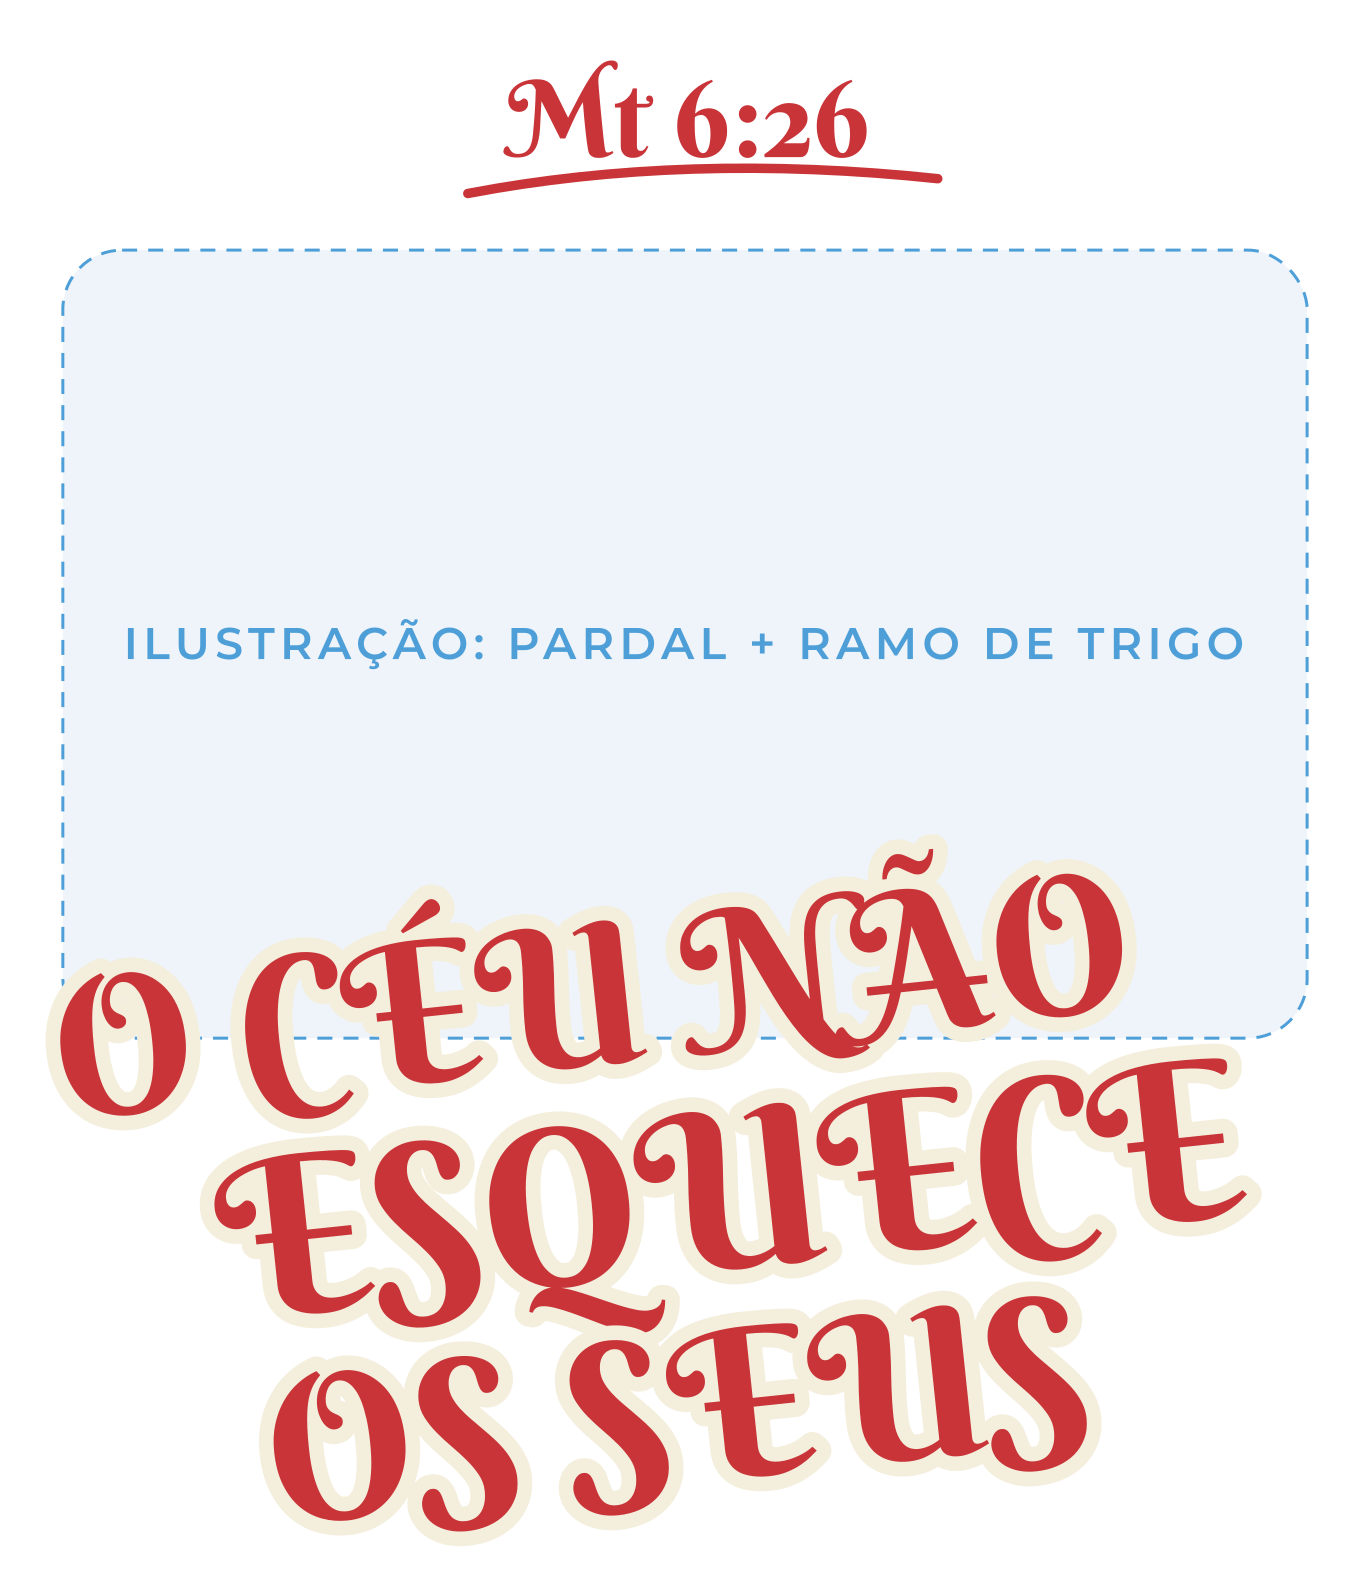 Mt 6:26
ILUSTRAÇÃO: PARDAL + RAMO DE TRIGO
O CÉU NÃO
ESQUECE
OS SEUS